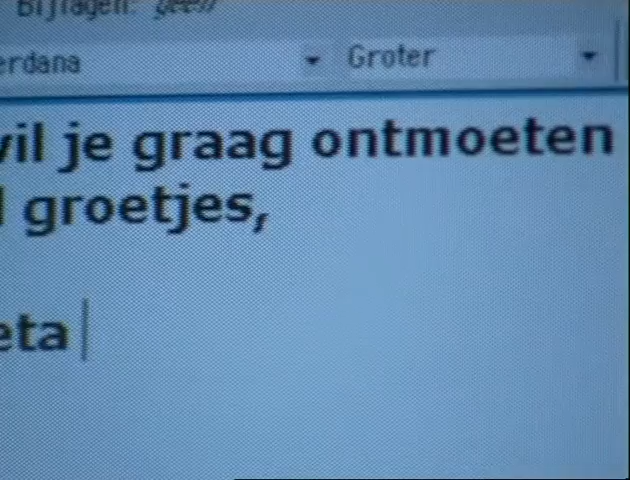 Bijlagen: geen
erdana Groter
wil je graag ontmoeten
groetjes,
eta